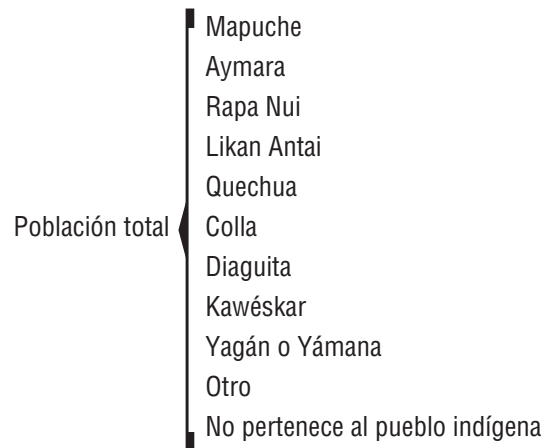 Mapuche
Aymara
Rapa Nui
Likan Antai
Quechua
Población total
Colla
Diaguita
Kawéskar
Yagán o Yámana
Otro
No pertenece al pueblo indígena